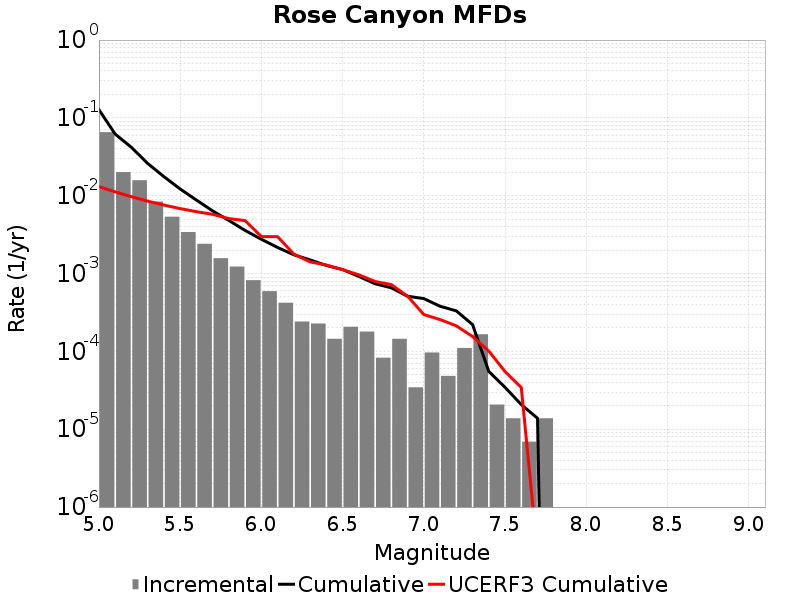 Rose Canyon MFDs
10^0
10^-1
10^-2
10^-3
10^-4
10^-5
10^-6
Rate (1/yr)
5.0 5.5 6.0 6.5 7.0 7.5 8.0 8.5 9.0
Magnitude
Incremental Cumulative UCERF3 Cumulative